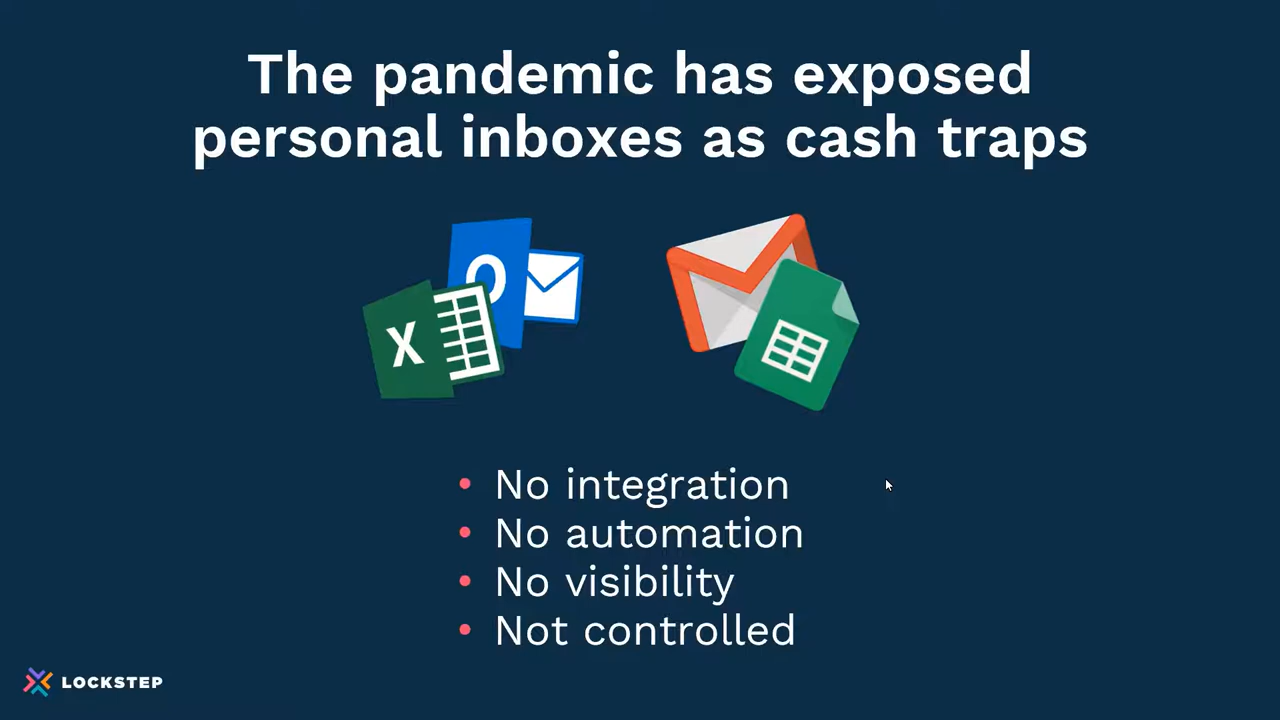 The pandemic has exposed
personal inboxes as cash traps
O
X
• No integration
• No automation
• No visibility
• Not controlled
LOCKSTEP